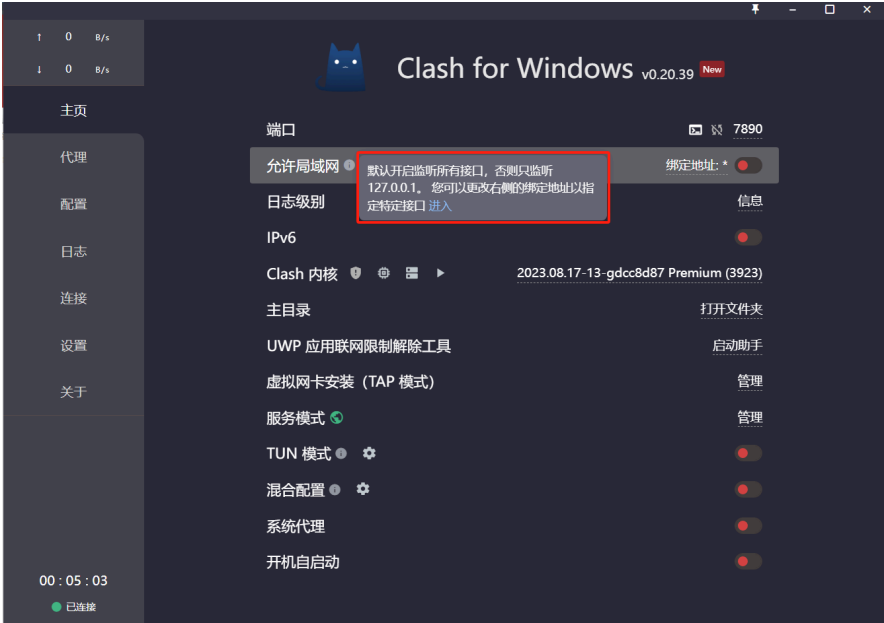 ↑ 0 B/s
↓ 0 B/s
主页
代理
配置
日志
连接
设置
关于
00 : 05 : 03
已连接
Clash for Windows v0.20.39 New
端口 7890
允许局域网 绑定地址: *
默认开启监听所有接口，否则只监听
127.0.0.1。您可以更改右侧的绑定地址以指
定特定接口 进入
日志级别 信息
IPv6
Clash 内核 2023.08.17-13-gdcc8d87 Premium (3923)
主目录 打开文件夹
UWP 应用联网限制解除工具 启动助手
虚拟网卡安装（TAP 模式） 管理
服务模式 管理
TUN 模式
混合配置
系统代理
开机自启动